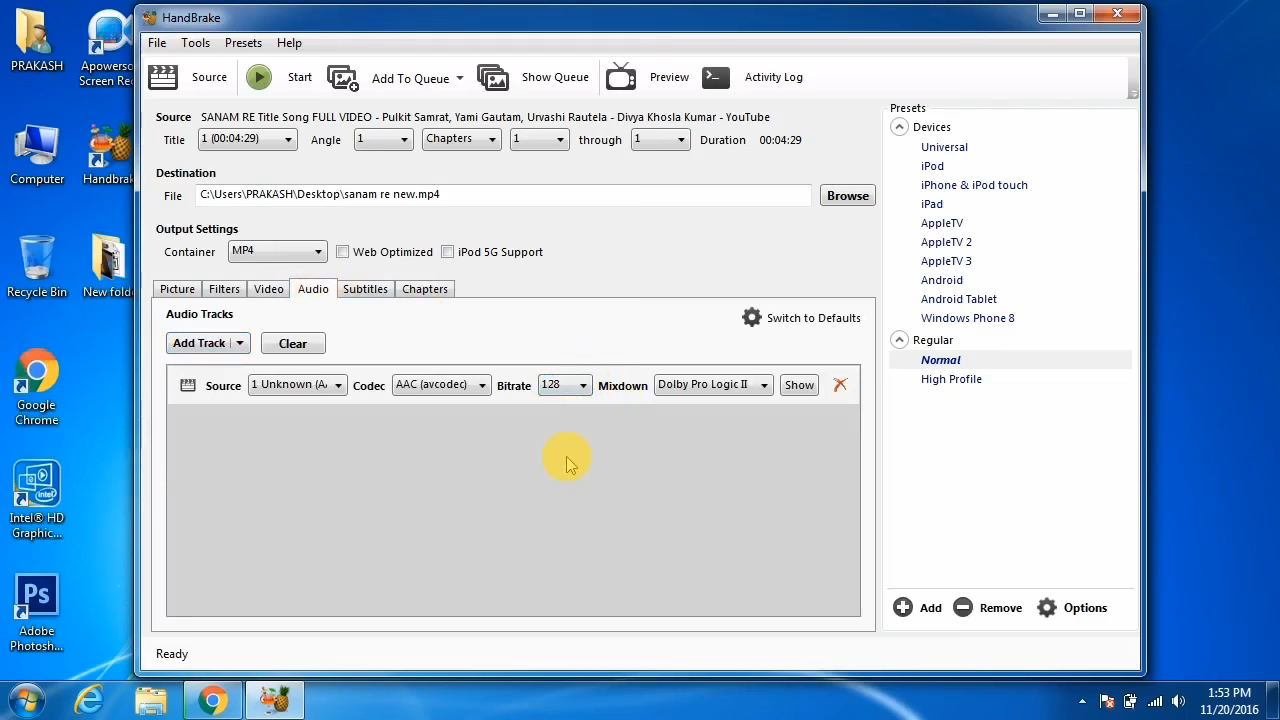 PRAKASH
Apowers
Screen Rec
Computer
Handbrak
Recycle Bin
New folde
Google
Chrome
Intel® HD
Graphic...
Adobe
Photosh...
Ps
HandBrake
File Tools Presets Help
Source Start Add To Queue Show Queue Preview Activity Log
Source SANAM RE Title Song FULL VIDEO - Pulkit Samrat, Yami Gautam, Urvashi Rautela - Divya Khosla Kumar - YouTube
Title 1 (00:04:29) Angle 1 Chapters 1 through 1 Duration 00:04:29
Destination
File C:\Users\PRAKASH\Desktop\sanam re new.mp4 Browse
Output Settings
Container MP4 Web Optimized iPod 5G Support
Picture Filters Video Audio Subtitles Chapters
Audio Tracks
Switch to Defaults
Add Track Clear
Source 1 Unknown (A Codec AAC (avcodec) Bitrate 128 Mixdown Dolby Pro Logic II Show
Ready
Presets
Devices
Universal
iPod
iPhone & iPod touch
iPad
AppleTV
AppleTV 2
AppleTV 3
Android
Android Tablet
Windows Phone 8
Regular
Normal
High Profile
Add Remove Options
1:53 PM
11/20/2016